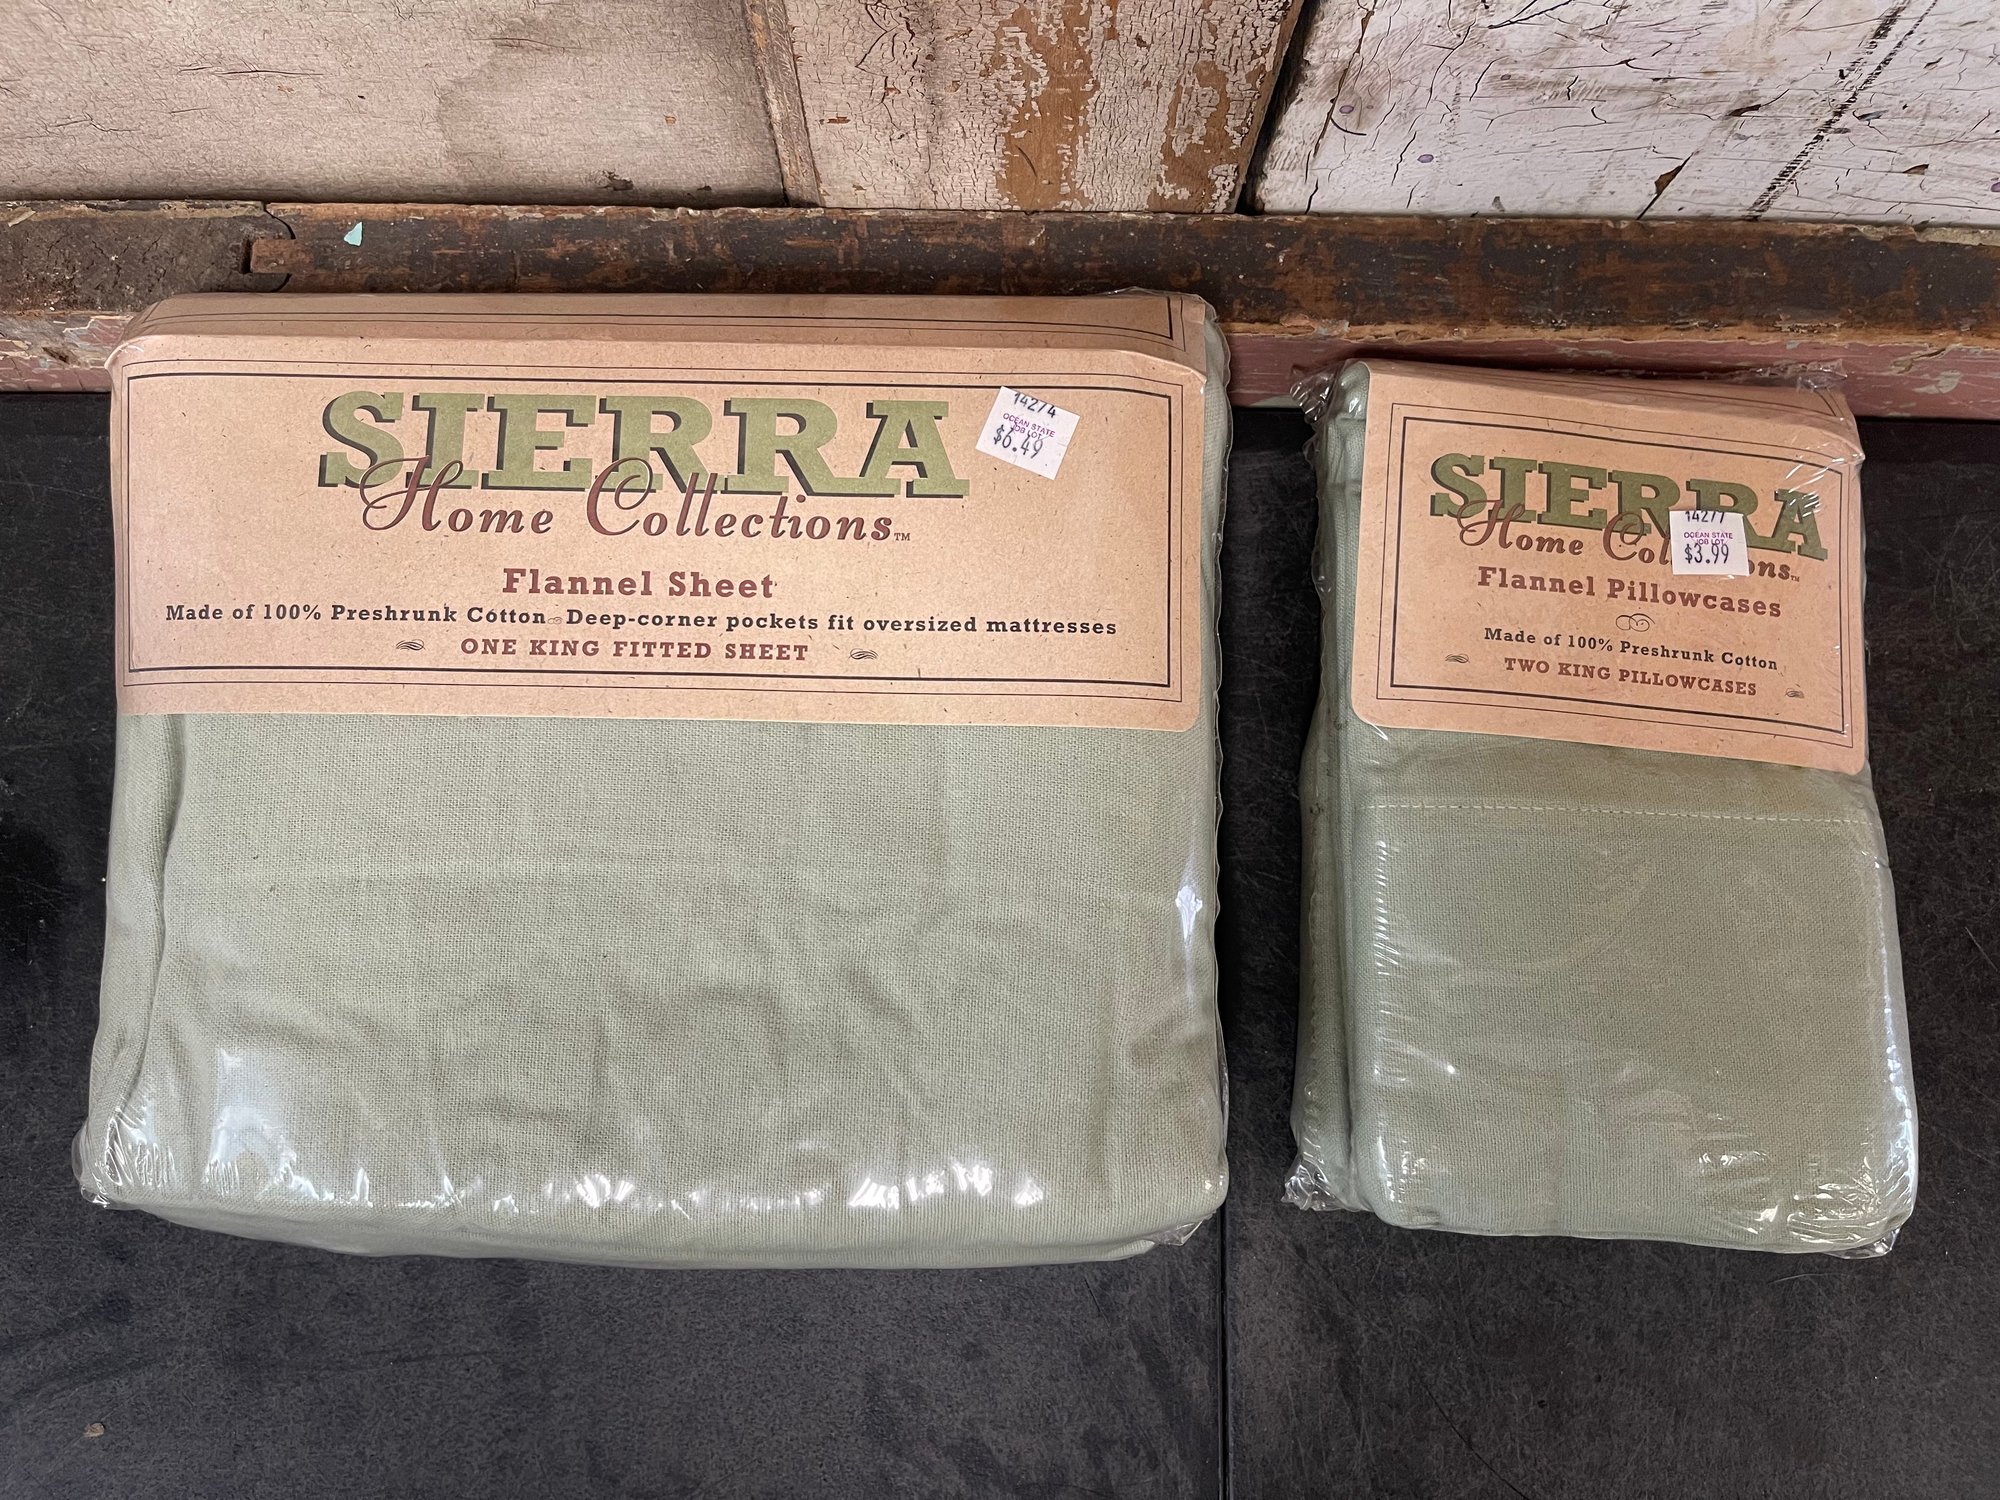 SIERRA
Home Collections™
14274
OCEAN STATE
JOB LOT
$6.49
Flannel Sheet
Made of 100% Preshrunk Cotton Deep-corner pockets fit oversized mattresses
ONE KING FITTED SHEET
SIERRA
Home
14277
OCEAN STATE
JOB LOT
$3.99
Flannel Pillowcases
Made of 100% Preshrunk Cotton
TWO KING PILLOWCASES